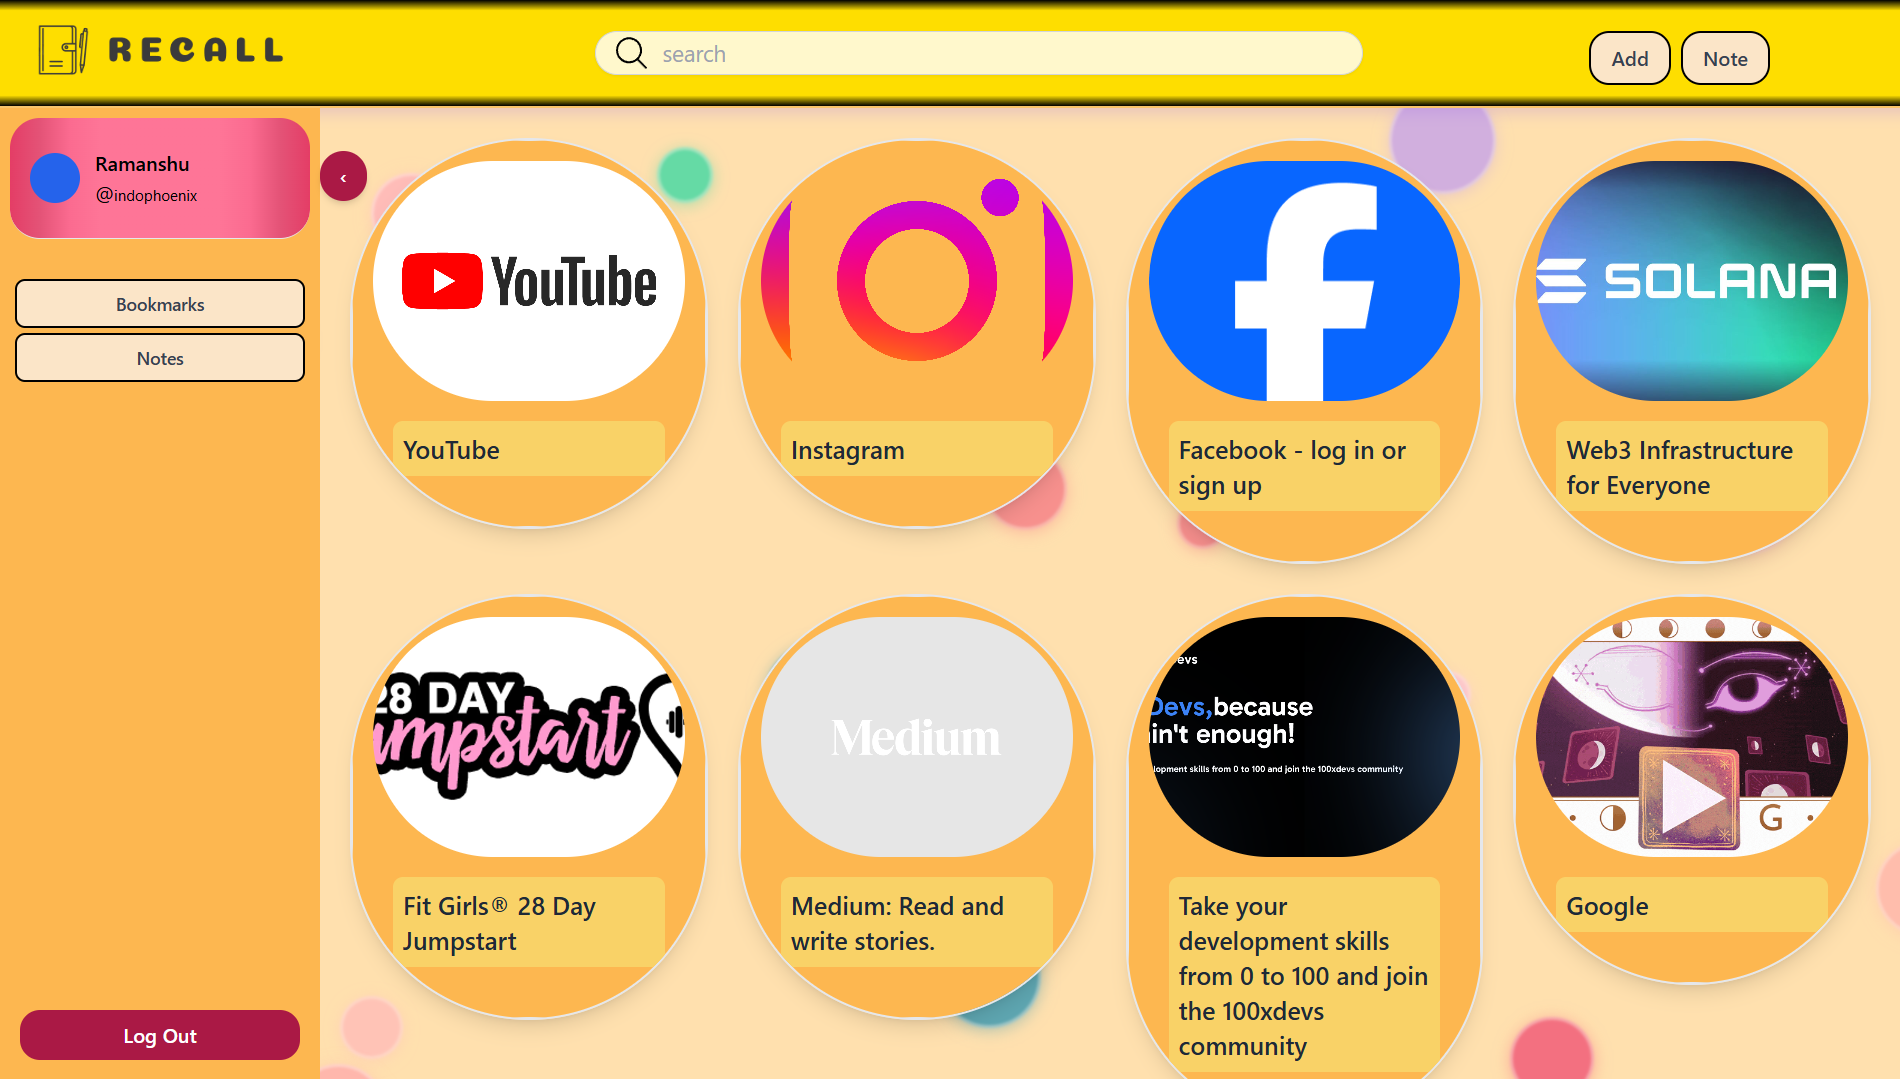 RECALL
search
Add
Note
Ramanshu
@indophoenix
‹
Bookmarks
Notes
Log Out
YouTube
YouTube
Instagram
Facebook - log in or
sign up
SOLANA
Web3 Infrastructure
for Everyone
28 DAY
umpstart
Fit Girls® 28 Day
Jumpstart
Medium
Medium: Read and
write stories.
evs
Devs,because
in't enough!
lopment skills from 0 to 100 and join the 100xdevs community
Take your
development skills
from 0 to 100 and join
the 100xdevs
community
G
Google